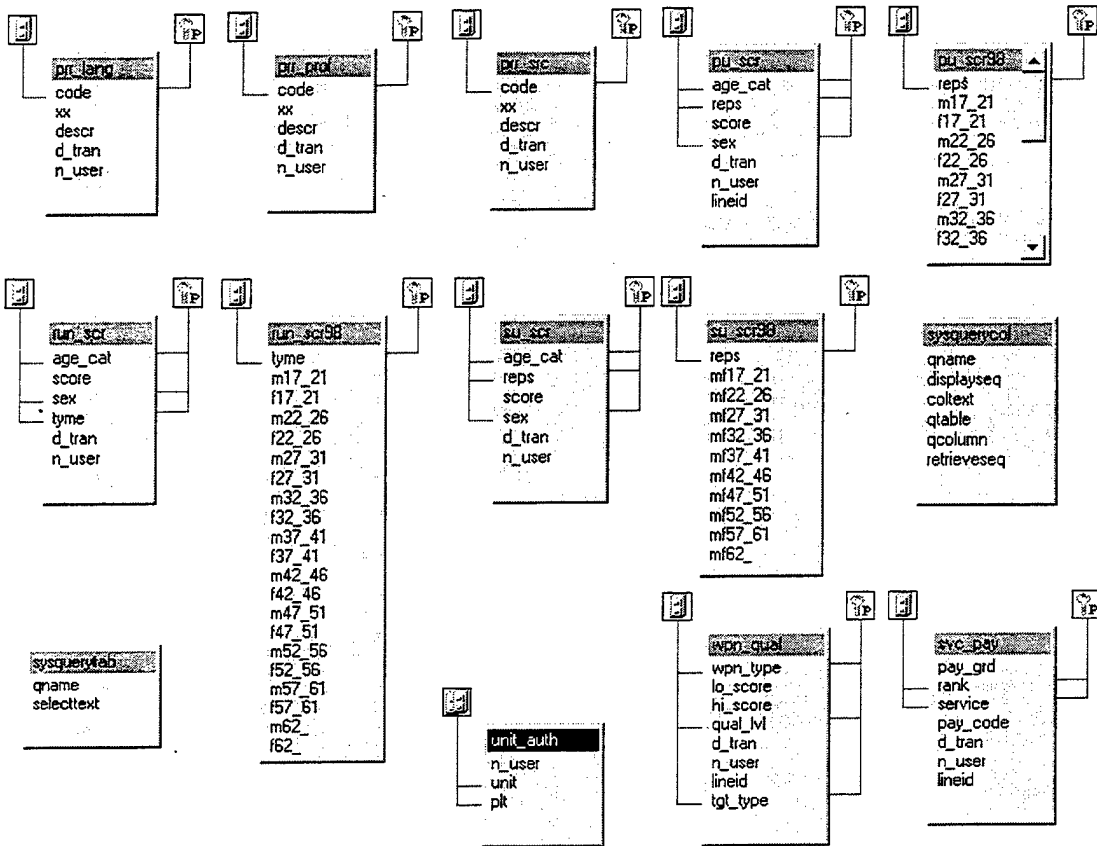 prr_lang
code
xx
descr
d_tran
n_user
prr_prof
code
xx
descr
d_tran
n_user
prr_src
code
xx
descr
d_tran
n_user
pu_scr
age_cat
reps
score
sex
d_tran
n_user
lineid
pu_scr98
reps
m17_21
f17_21
m22_26
f22_26
m27_31
f27_31
m32_36
f32_36
run_scr
age_cat
score
sex
tyme
d_tran
n_user
run_scr98
tyme
m17_21
f17_21
m22_26
f22_26
m27_31
f27_31
m32_36
f32_36
m37_41
f37_41
m42_46
f42_46
m47_51
f47_51
m52_56
f52_56
m57_61
f57_61
m62_
f62_
su_scr
age_cat
reps
score
sex
d_tran
n_user
su_scr98
reps
mf17_21
mf22_26
mf27_31
mf32_36
mf37_41
mf42_46
mf47_51
mf52_56
mf57_61
mf62_
sysquerycol
qname
displayseq
coltext
qtable
qcolumn
retrieveseq
sysquerytab
qname
selecttext
unit_auth
n_user
unit
plt
wpn_qual
wpn_type
lo_score
hi_score
qual_lvl
d_tran
n_user
lineid
tgt_type
svc_pay
pay_grd
rank
service
pay_code
d_tran
n_user
lineid